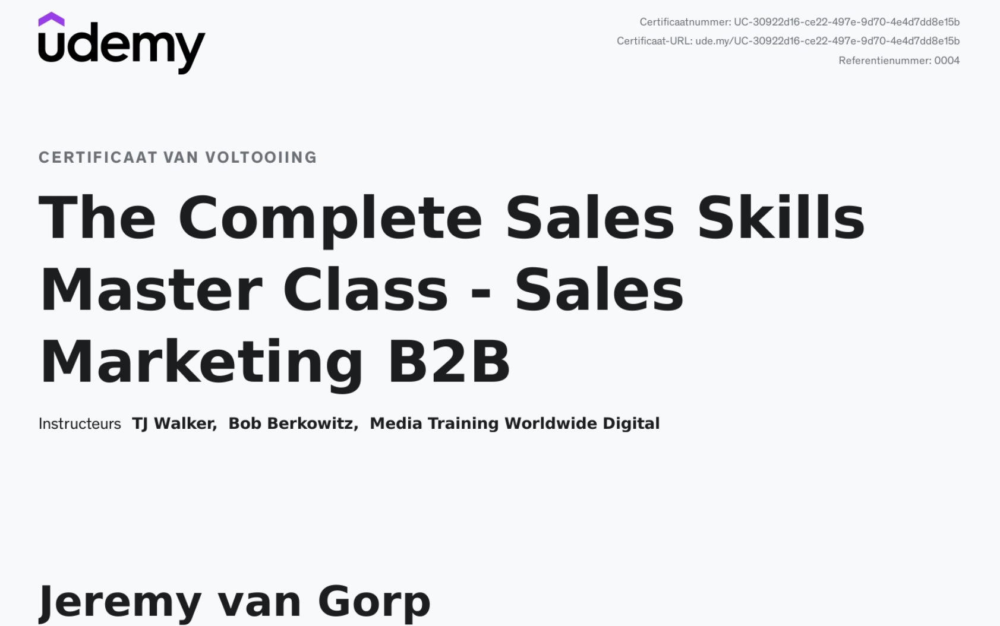 udemy
Certificaatnummer: UC-30922d16-ce22-497e-9d70-4e4d7dd8e15b
Certificaat-URL: ude.my/UC-30922d16-ce22-497e-9d70-4e4d7dd8e15b
Referentienummer: 0004
CERTIFICAAT VAN VOLTOOIING
The Complete Sales Skills
Master Class - Sales
Marketing B2B
Instructeurs TJ Walker, Bob Berkowitz, Media Training Worldwide Digital
Jeremy van Gorp